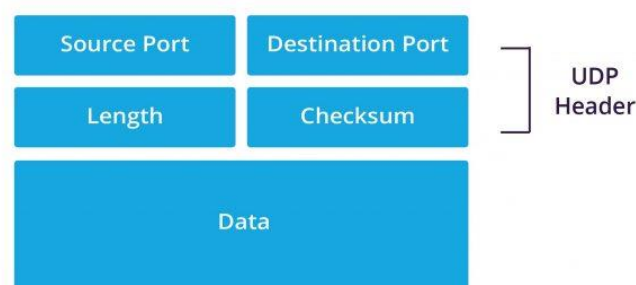 Source Port
Destination Port
UDP
Header
Length
Checksum
Data